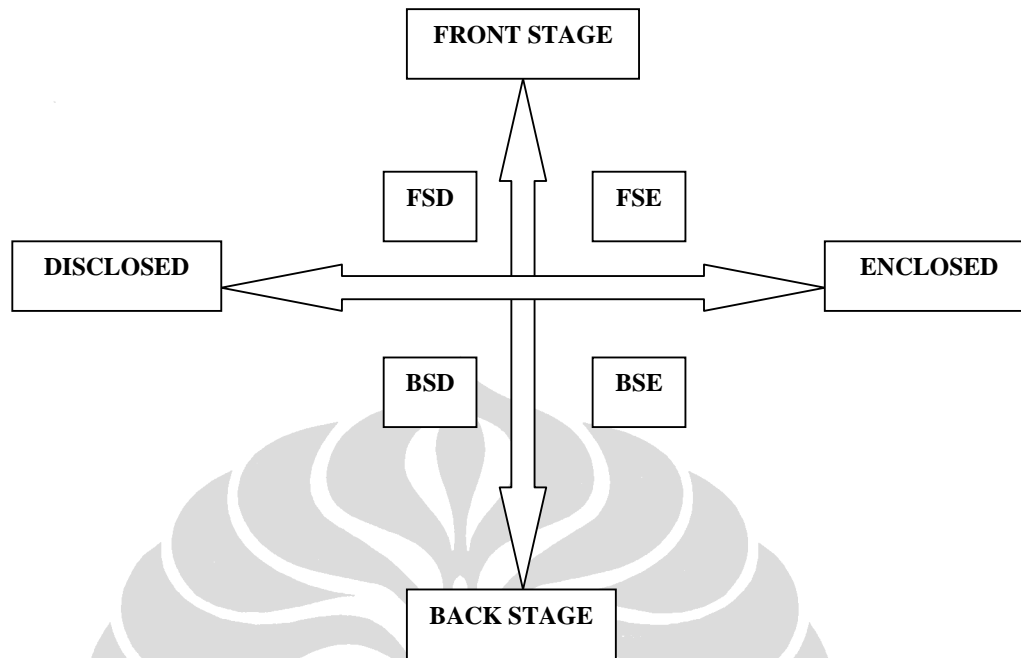 FRONT STAGE
FSD
FSE
DISCLOSED
ENCLOSED
BSD
BSE
BACK STAGE